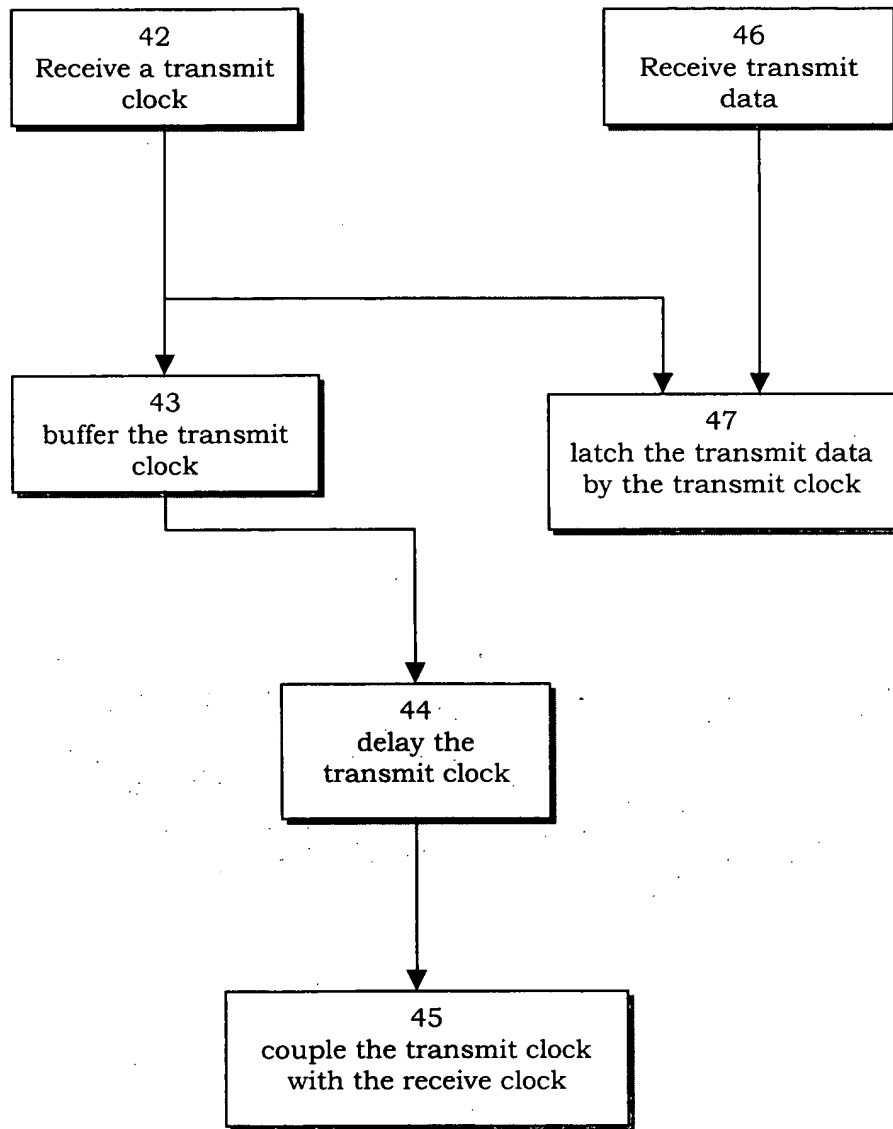 42
Receive a transmit
clock
46
Receive transmit
data
43
buffer the transmit
clock
47
latch the transmit data
by the transmit clock
44
delay the
transmit clock
45
couple the transmit clock
with the receive clock